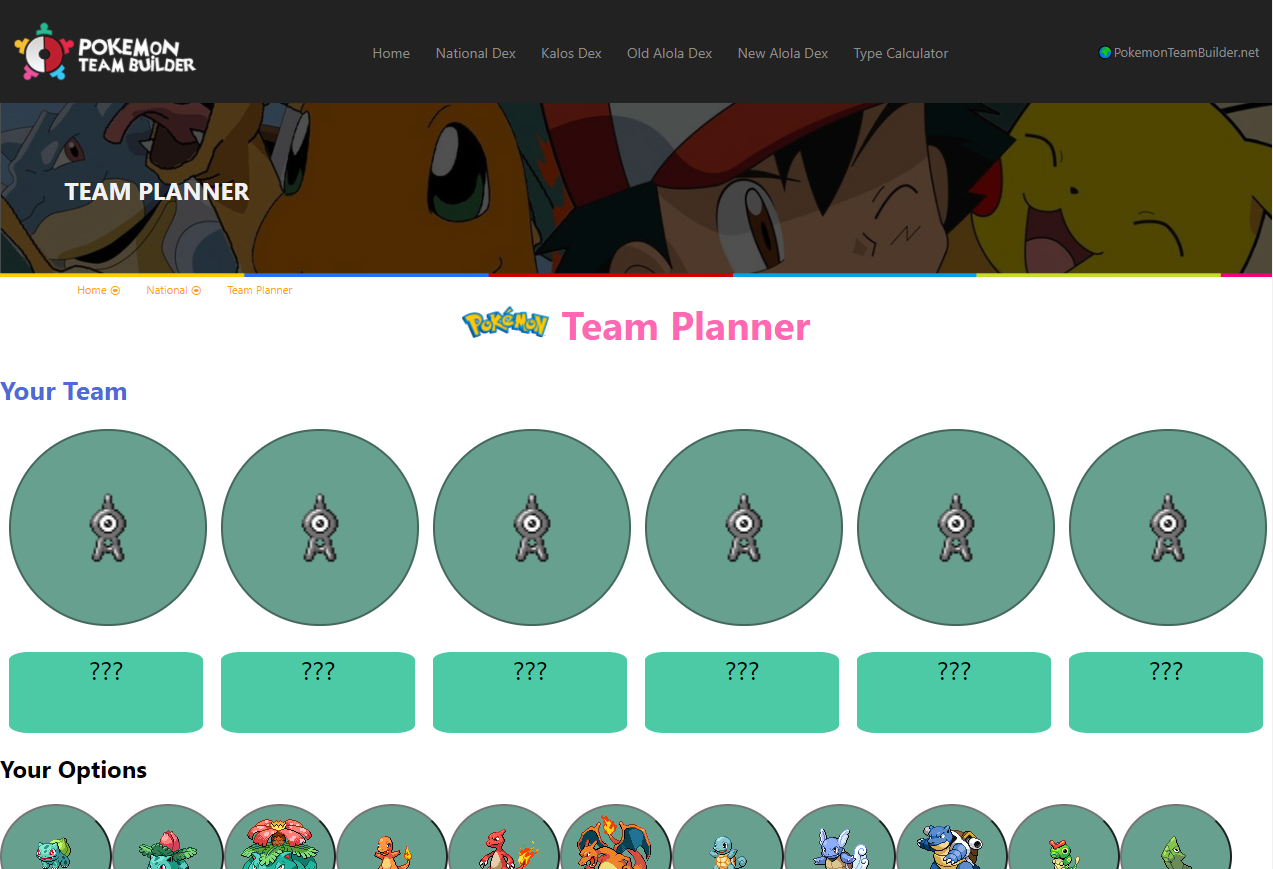 POKEMON
TEAM BUILDER
Home National Dex Kalos Dex Old Alola Dex New Alola Dex Type Calculator
PokemonTeamBuilder.net
TEAM PLANNER
Home National Team Planner
POKéMON Team Planner
Your Team
??? ??? ??? ??? ??? ???
Your Options